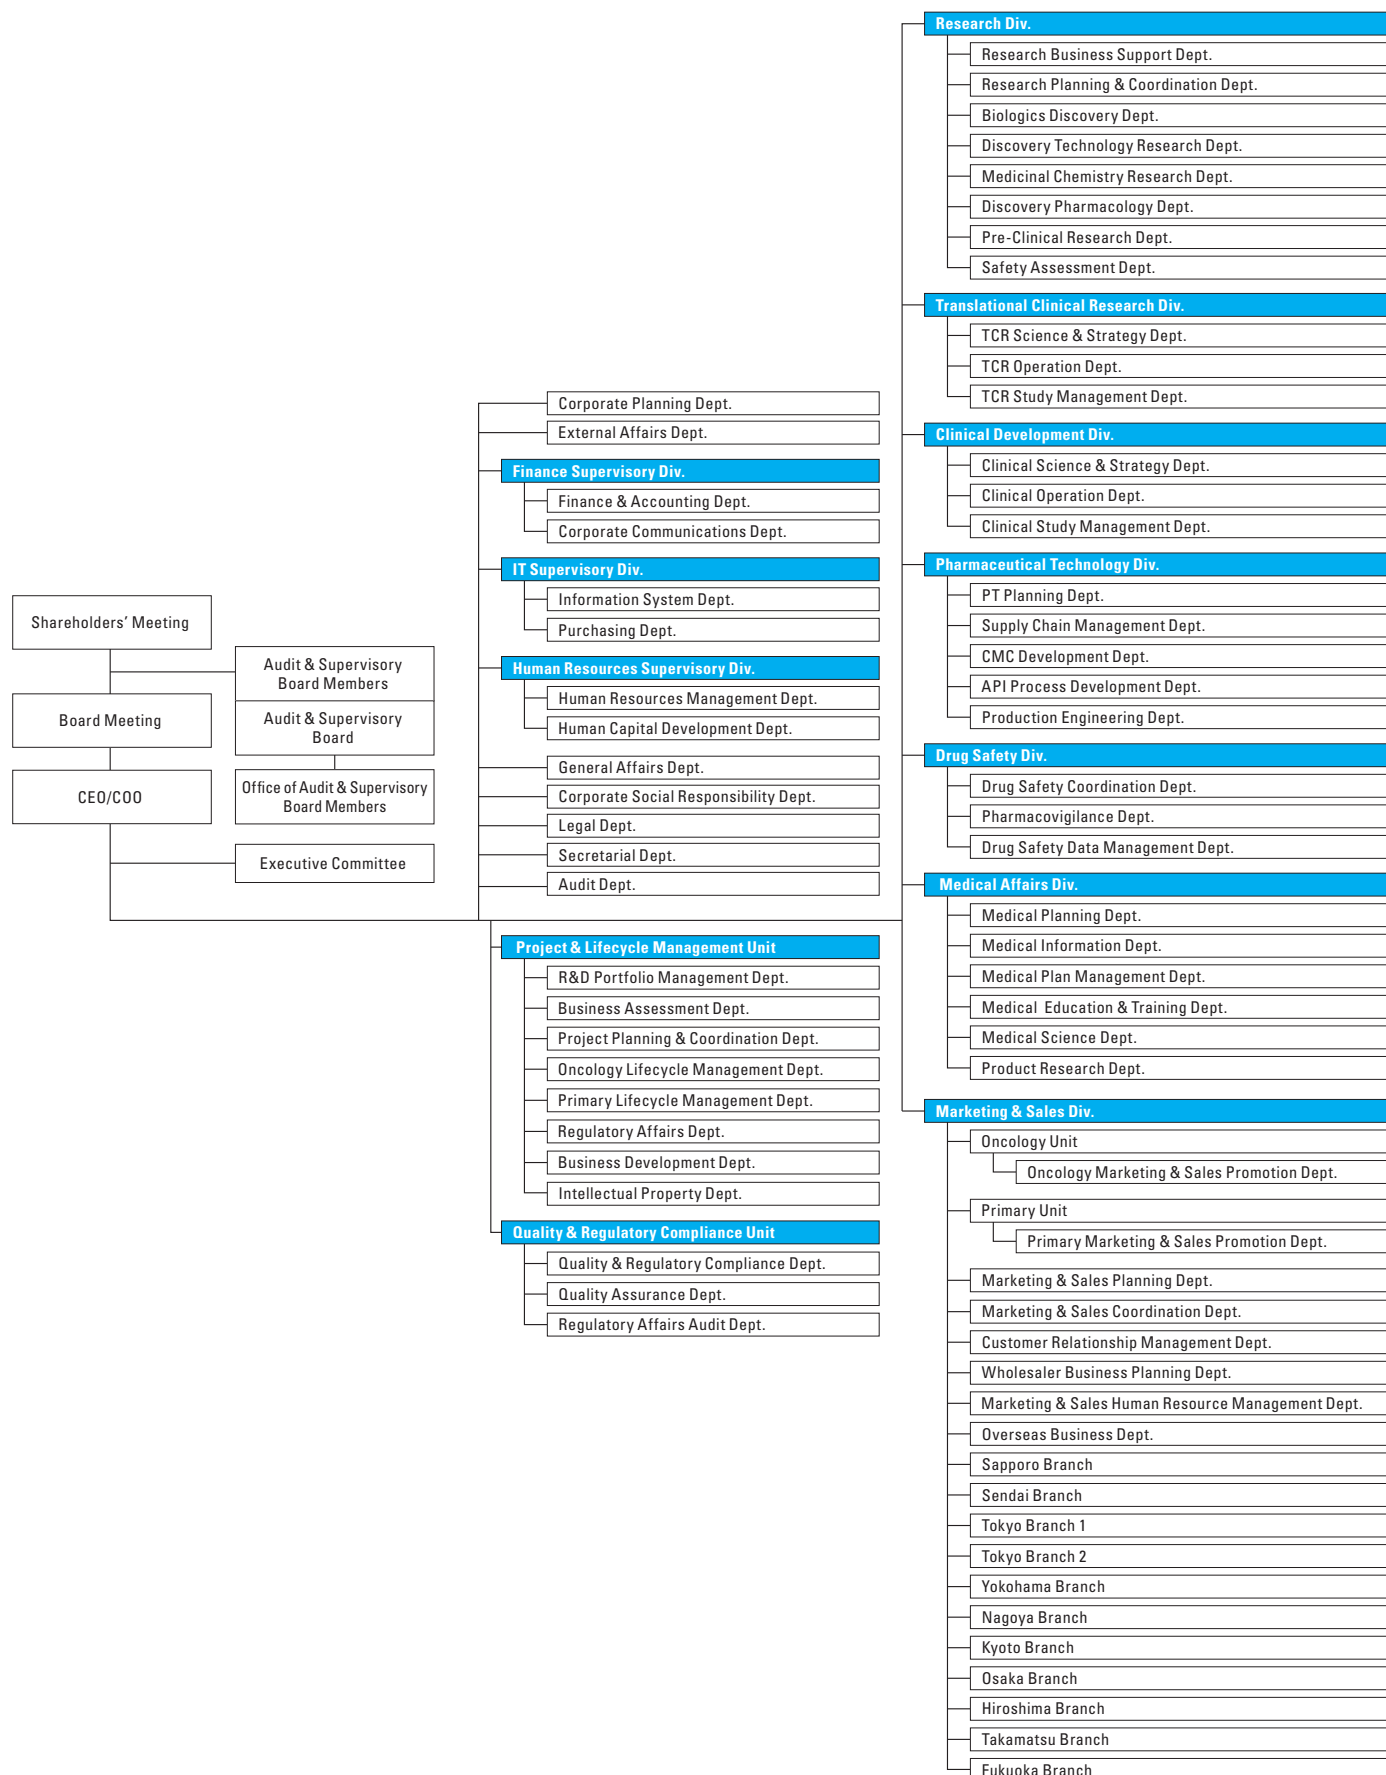 Shareholders' Meeting
Audit & Supervisory
Board Members
Board Meeting
Audit & Supervisory
Board
CEO/COO
Office of Audit & Supervisory
Board Members
Executive Committee
Corporate Planning Dept.
External Affairs Dept.
Finance Supervisory Div.
Finance & Accounting Dept.
Corporate Communications Dept.
IT Supervisory Div.
Information System Dept.
Purchasing Dept.
Human Resources Supervisory Div.
Human Resources Management Dept.
Human Capital Development Dept.
General Affairs Dept.
Corporate Social Responsibility Dept.
Legal Dept.
Secretarial Dept.
Audit Dept.
Project & Lifecycle Management Unit
R&D Portfolio Management Dept.
Business Assessment Dept.
Project Planning & Coordination Dept.
Oncology Lifecycle Management Dept.
Primary Lifecycle Management Dept.
Regulatory Affairs Dept.
Business Development Dept.
Intellectual Property Dept.
Quality & Regulatory Compliance Unit
Quality & Regulatory Compliance Dept.
Quality Assurance Dept.
Regulatory Affairs Audit Dept.
Research Div.
Research Business Support Dept.
Research Planning & Coordination Dept.
Biologics Discovery Dept.
Discovery Technology Research Dept.
Medicinal Chemistry Research Dept.
Discovery Pharmacology Dept.
Pre-Clinical Research Dept.
Safety Assessment Dept.
Translational Clinical Research Div.
TCR Science & Strategy Dept.
TCR Operation Dept.
TCR Study Management Dept.
Clinical Development Div.
Clinical Science & Strategy Dept.
Clinical Operation Dept.
Clinical Study Management Dept.
Pharmaceutical Technology Div.
PT Planning Dept.
Supply Chain Management Dept.
CMC Development Dept.
API Process Development Dept.
Production Engineering Dept.
Drug Safety Div.
Drug Safety Coordination Dept.
Pharmacovigilance Dept.
Drug Safety Data Management Dept.
Medical Affairs Div.
Medical Planning Dept.
Medical Information Dept.
Medical Plan Management Dept.
Medical Education & Training Dept.
Medical Science Dept.
Product Research Dept.
Marketing & Sales Div.
Oncology Unit
Oncology Marketing & Sales Promotion Dept.
Primary Unit
Primary Marketing & Sales Promotion Dept.
Marketing & Sales Planning Dept.
Marketing & Sales Coordination Dept.
Customer Relationship Management Dept.
Wholesaler Business Planning Dept.
Marketing & Sales Human Resource Management Dept.
Overseas Business Dept.
Sapporo Branch
Sendai Branch
Tokyo Branch 1
Tokyo Branch 2
Yokohama Branch
Nagoya Branch
Kyoto Branch
Osaka Branch
Hiroshima Branch
Takamatsu Branch
Fukuoka Branch